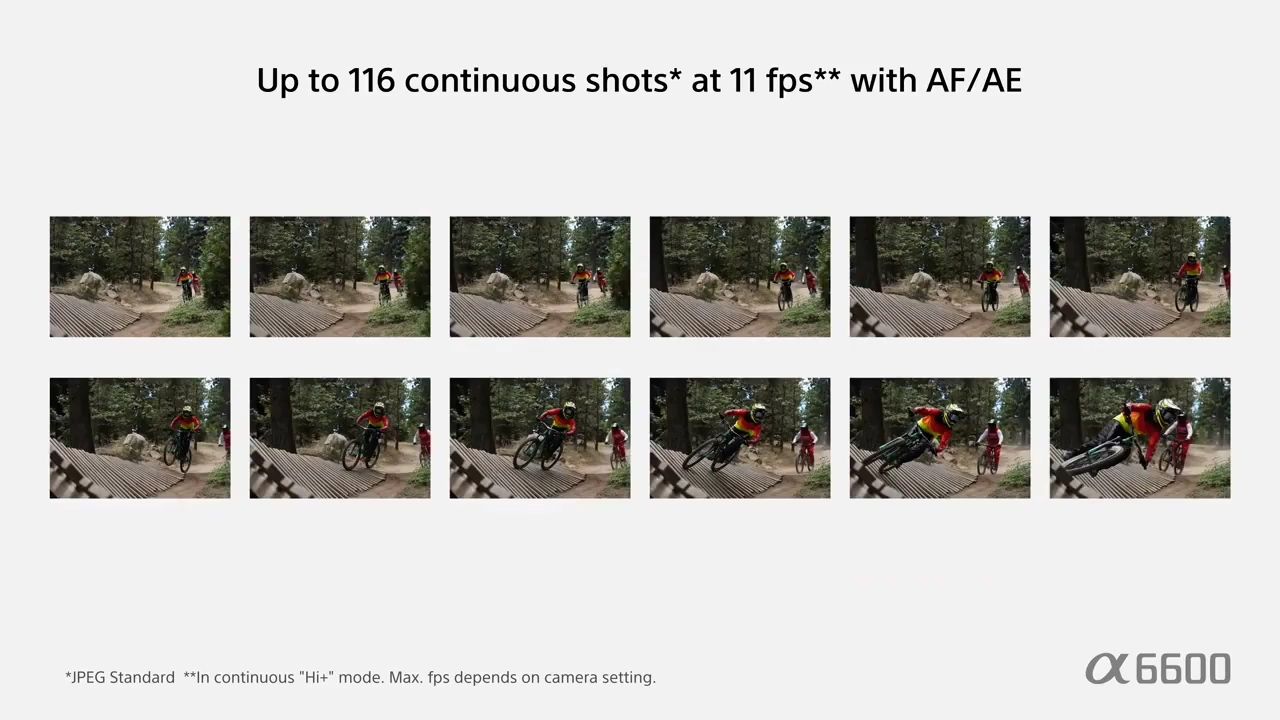 Up to 116 continuous shots* at 11 fps** with AF/AE
*JPEG Standard  **In continuous "Hi+" mode. Max. fps depends on camera setting.
α6600